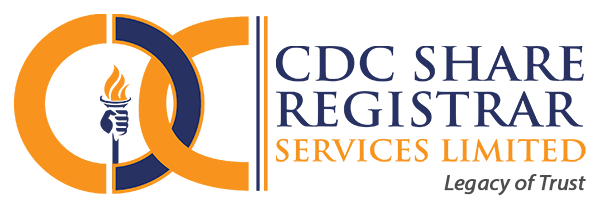 CDC SHARE
REGISTRAR
SERVICES LIMITED
Legacy of Trust